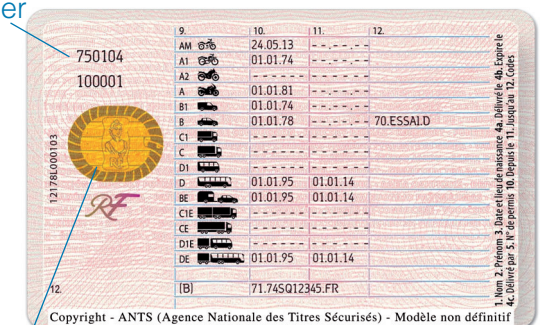 er
750104
100001
12178L000103
RF
12.
9. 10. 11. 12.
AM 24.05.13 --.--.--
A1 01.01.74
A2
A 01.01.81
B1 01.01.74
B 01.01.78 --.--.-- 70.ESSAI.D
C1
C
D1
D 01.01.95 01.01.14
BE 01.01.95 01.01.14
C1E
CE
D1E
DE 01.01.95 01.01.14
(B) 71.74SQ12345.FR
1. Nom 2. Prénom 3. Date et lieu de naissance 4a. Délivré le 4b. Expire le
4c. Délivré par 5. N° de permis 10. Depuis le 11. Jusqu'au 12. Codes
Copyright - ANTS (Agence Nationale des Titres Sécurisés) - Modèle non définitif